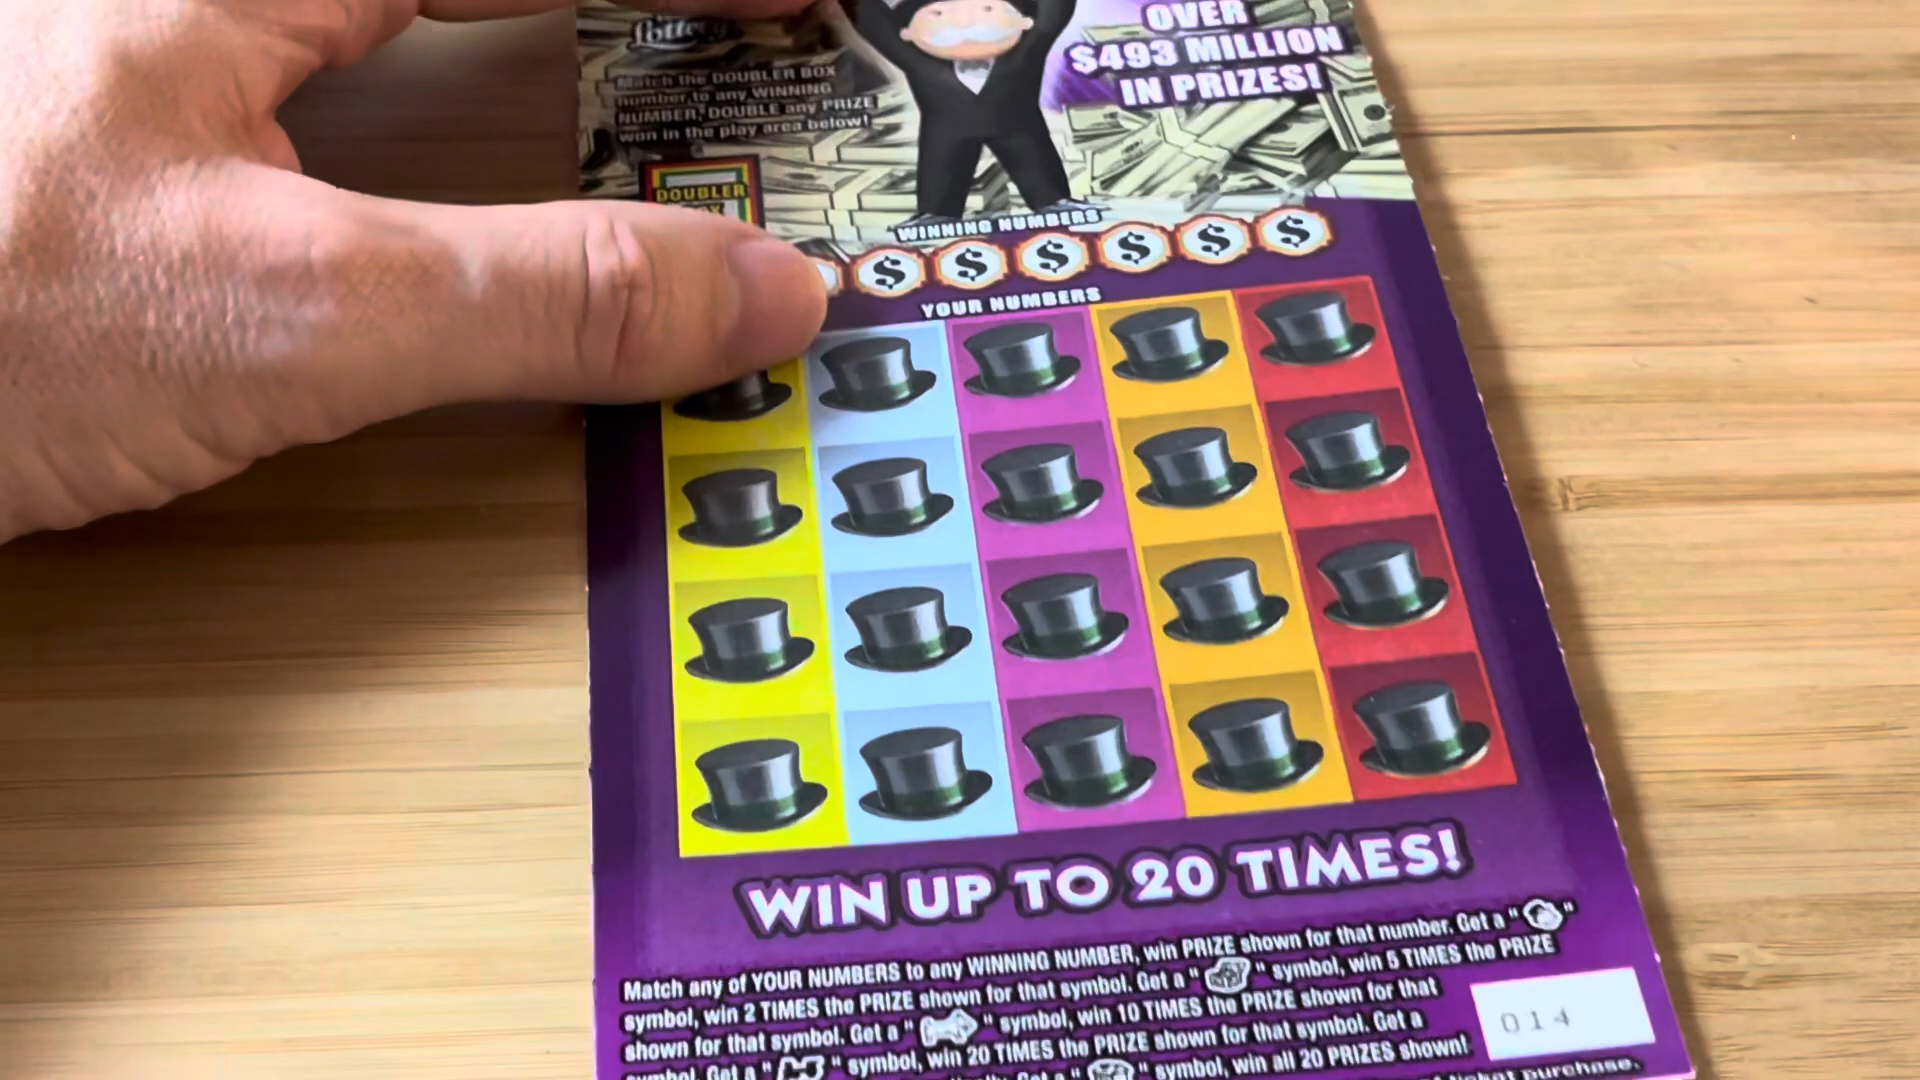 Lottery
OVER
$493 MILLION
IN PRIZES!
Match the DOUBLER BOX
number to any WINNING
NUMBER, DOUBLE any PRIZE
won in the play area below!
DOUBLER
WINNING NUMBERS
$ $ $ $ $ $
YOUR NUMBERS
WIN UP TO 20 TIMES!
Match any of YOUR NUMBERS to any WINNING NUMBER, win PRIZE shown for that number. Get a " "
symbol, win 2 TIMES the PRIZE shown for that symbol. Get a " " symbol, win 5 TIMES the PRIZE
shown for that symbol. Get a " " symbol, win 10 TIMES the PRIZE shown for that
symbol. Get a " " symbol, win 20 TIMES the PRIZE shown for that symbol. Get a
Get a " " symbol, win all 20 PRIZES shown!
014
ticket purchase.